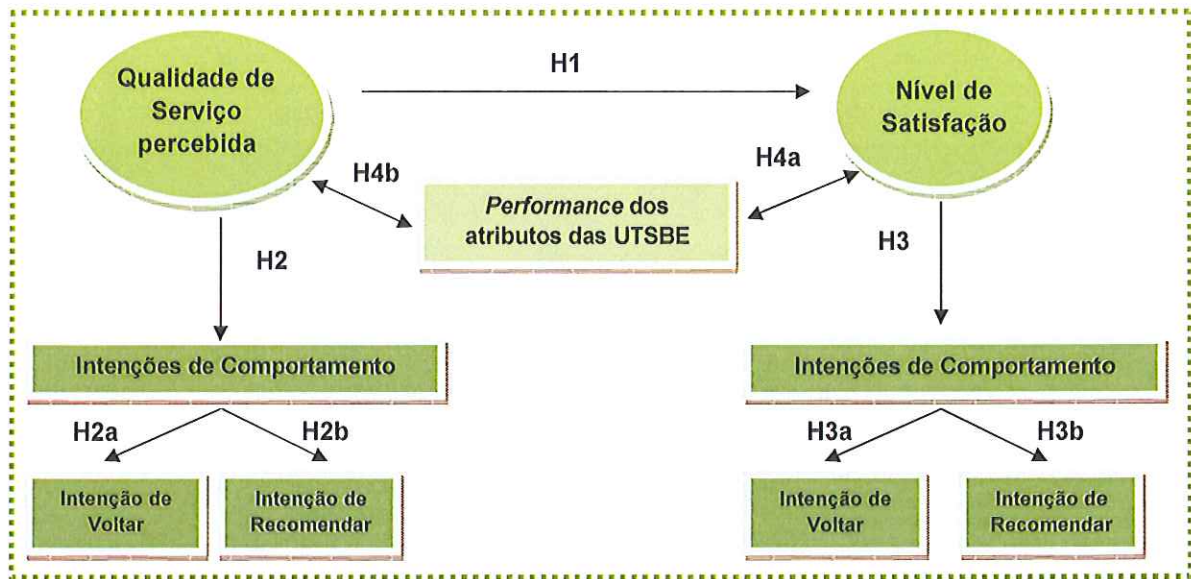 Qualidade de
Serviço
percebida
H1
Nível de
Satisfação
H4b
H4a
Performance dos
atributos das UTSBE
H2
H3
Intenções de Comportamento
Intenções de Comportamento
H2a
H2b
H3a
H3b
Intenção de
Voltar
Intenção de
Recomendar
Intenção de
Voltar
Intenção de
Recomendar